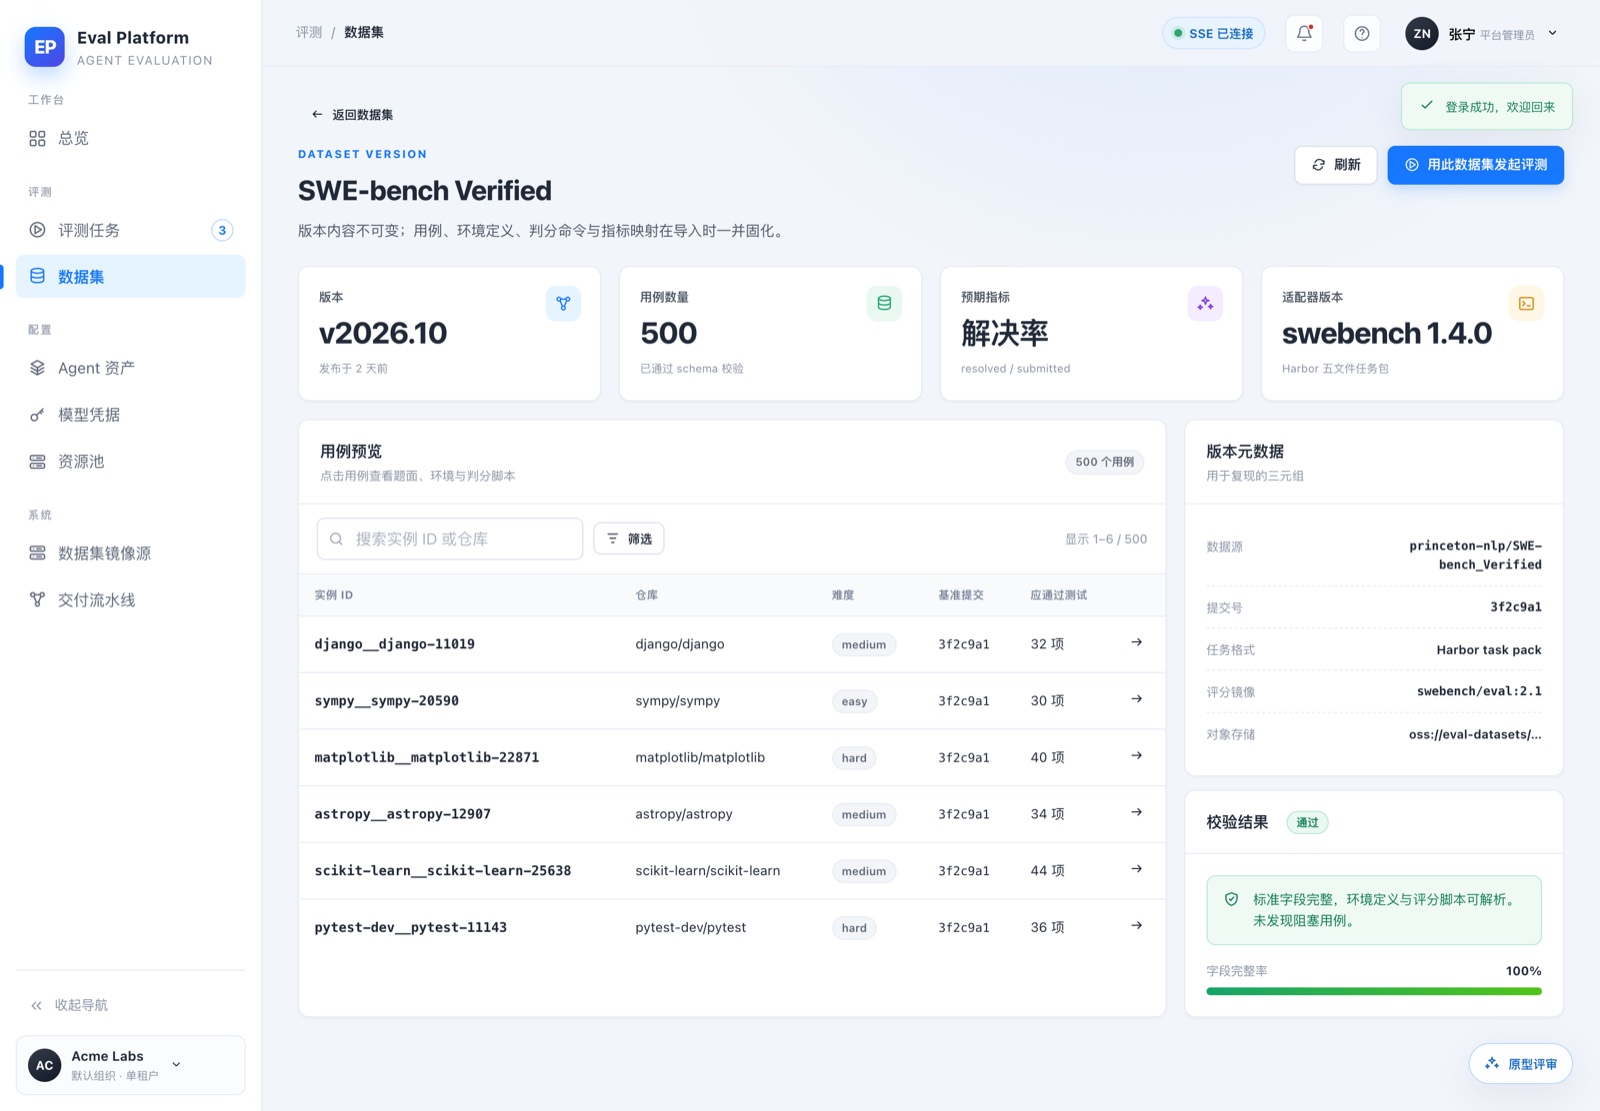 EP
Eval Platform
AGENT EVALUATION
工作台
总览
评测
评测任务
3
数据集
配置
Agent 资产
模型凭据
资源池
系统
数据集镜像源
交付流水线
收起导航
AC
Acme Labs
默认组织 · 单租户
评测 / 数据集
SSE 已连接
ZN
张宁 平台管理员
登录成功，欢迎回来
返回数据集
DATASET VERSION
SWE-bench Verified
版本内容不可变；用例、环境定义、判分命令与指标映射在导入时一并固化。
刷新
用此数据集发起评测
版本
v2026.10
发布于 2 天前
用例数量
500
已通过 schema 校验
预期指标
解决率
resolved / submitted
适配器版本
swebench 1.4.0
Harbor 五文件任务包
用例预览
点击用例查看题面、环境与判分脚本
500 个用例
搜索实例 ID 或仓库
筛选
显示 1–6 / 500
实例 ID 仓库 难度 基准提交 应通过测试
django__django-11019 django/django medium 3f2c9a1 32 项 →
sympy__sympy-20590 sympy/sympy easy 3f2c9a1 30 项 →
matplotlib__matplotlib-22871 matplotlib/matplotlib hard 3f2c9a1 40 项 →
astropy__astropy-12907 astropy/astropy medium 3f2c9a1 34 项 →
scikit-learn__scikit-learn-25638 scikit-learn/scikit-learn medium 3f2c9a1 44 项 →
pytest-dev__pytest-11143 pytest-dev/pytest hard 3f2c9a1 36 项 →
版本元数据
用于复现的三元组
数据源 princeton-nlp/SWE-
bench_Verified
提交号 3f2c9a1
任务格式 Harbor task pack
评分镜像 swebench/eval:2.1
对象存储 oss://eval-datasets/...
校验结果 通过
标准字段完整，环境定义与评分脚本可解析。
未发现阻塞用例。
字段完整率 100%
原型评审